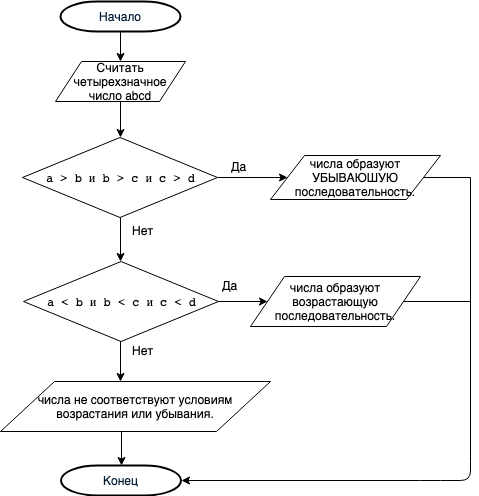 Начало
Считать
четырехзначное
число abcd
a > b и b > c и c > d
Да
числа образуют
УБЫВАЮШУЮ
последовательность.
Нет
a < b и b < c и c < d
Да
числа образуют
возрастающую
последовательность.
Нет
числа не соответствуют условиям
возрастания или убывания.
Конец